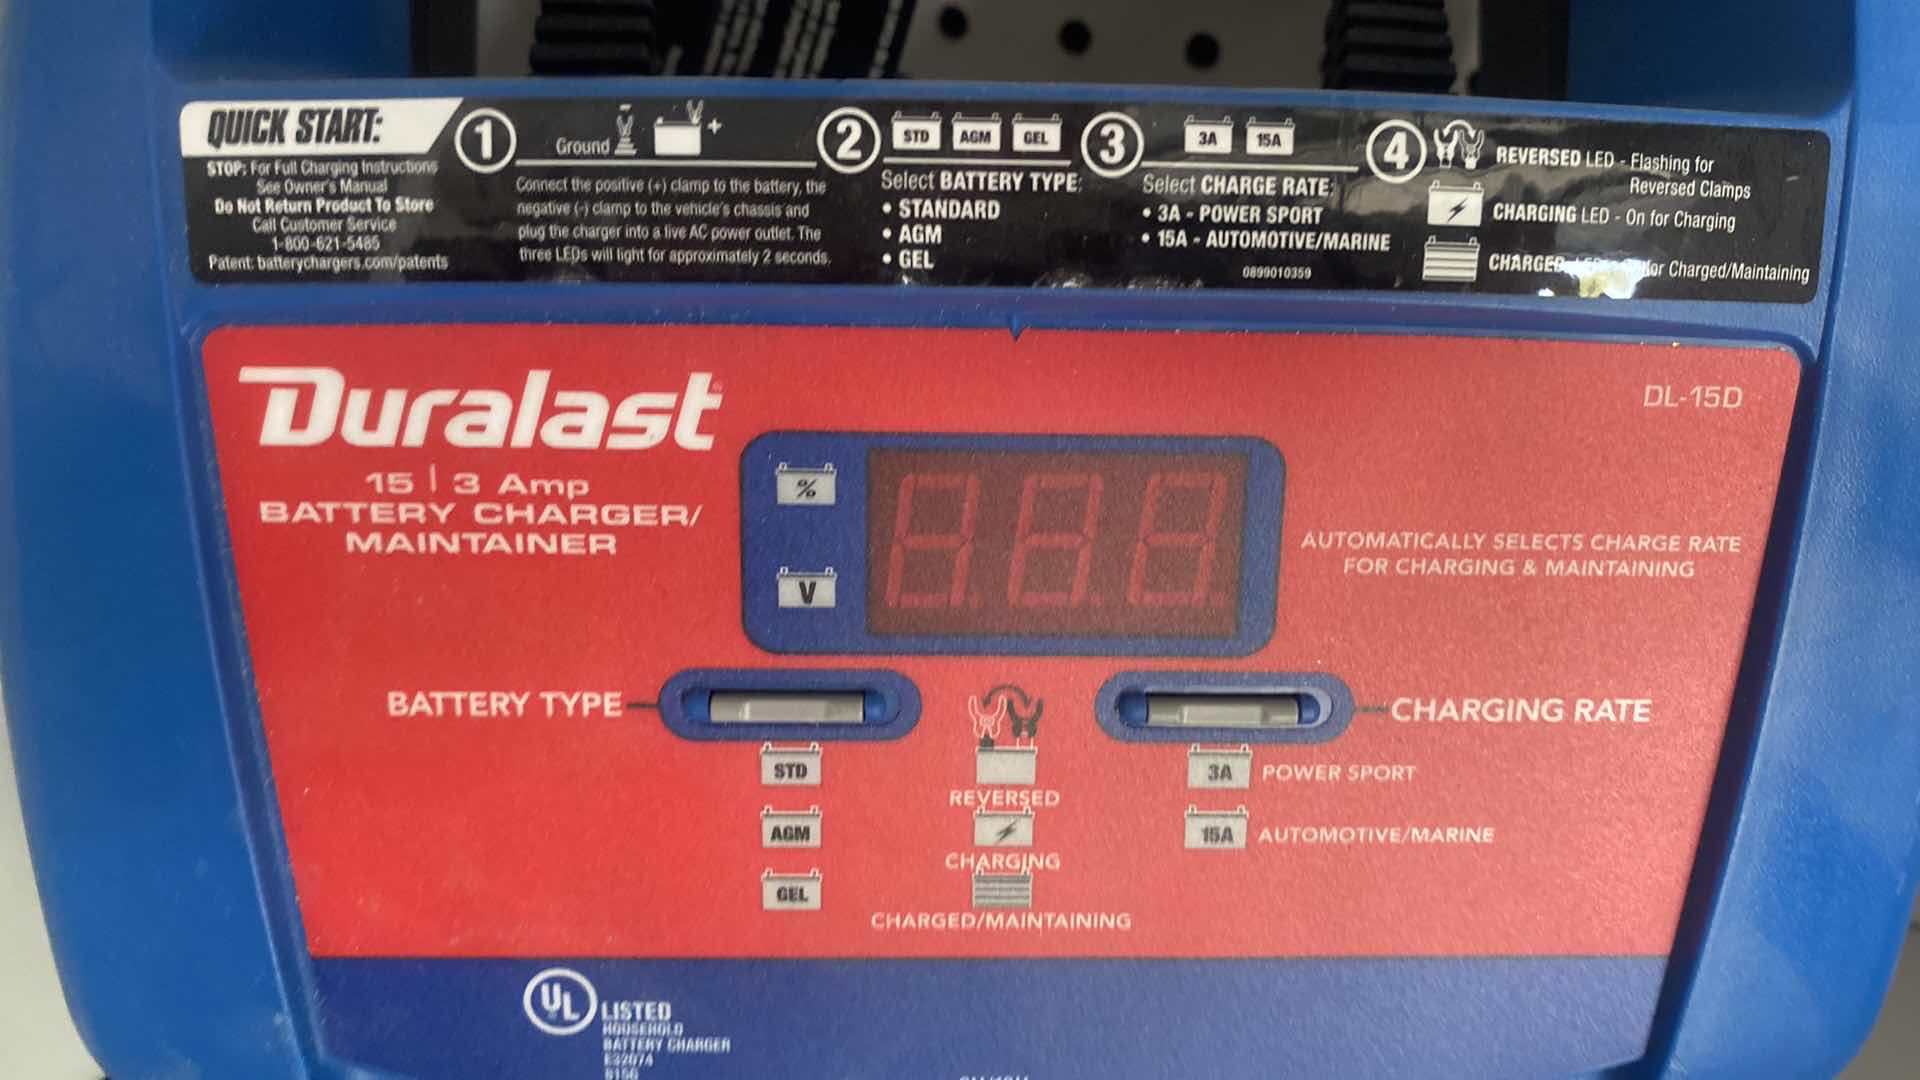 QUICK START:
STOP: For Full Charging Instructions
See Owner's Manual
Do Not Return Product To Store
Call Customer Service
1-800-621-5485
Patent: batterychargers.com/patents
1
Ground
- +
Connect the positive (+) clamp to the battery, the
negative (-) clamp to the vehicle's chassis and
plug the charger into a live AC power outlet. The
three LEDs will light for approximately 2 seconds.
2
STD AGM GEL
Select BATTERY TYPE:
• STANDARD
• AGM
• GEL
3
3A 15A
Select CHARGE RATE:
• 3A - POWER SPORT
• 15A - AUTOMOTIVE/MARINE
0899010359
4
REVERSED LED - Flashing for
Reversed Clamps
CHARGING LED - On for Charging
CHARGED for Charged/Maintaining
Duralast
DL-15D
15 | 3 Amp
BATTERY CHARGER/
MAINTAINER
%
V
8.8.8.
AUTOMATICALLY SELECTS CHARGE RATE
FOR CHARGING & MAINTAINING
BATTERY TYPE
STD
AGM
GEL
REVERSED
CHARGING
CHARGED/MAINTAINING
CHARGING RATE
3A POWER SPORT
15A AUTOMOTIVE/MARINE
UL LISTED
HOUSEHOLD
BATTERY CHARGER
E32074